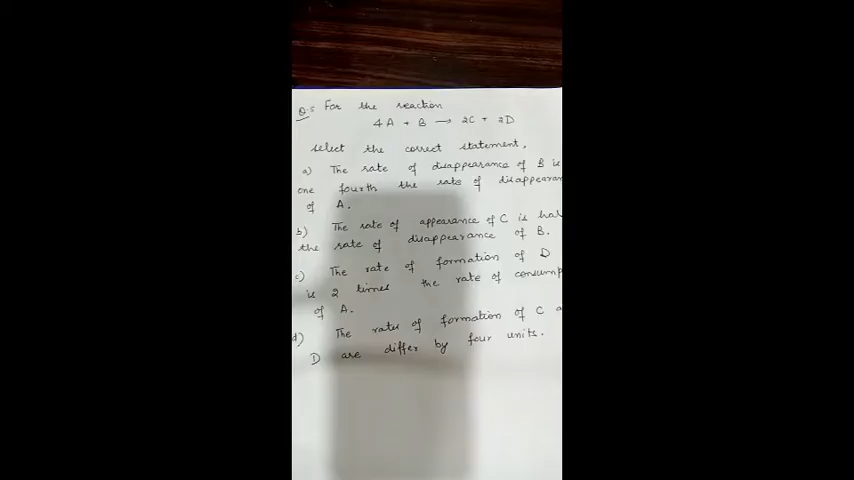 Q: For the reaction
4A + B → 2C + 2D
select the correct statement.
a) The rate of disappearance of B is
one fourth the rate of disappearan
of A.
b) The rate of appearance of C is hal
the rate of disappearance of B.
c) The rate of formation of D
is 2 times the rate of consump
of A.
d) The rates of formation of C a
D are differ by four units.